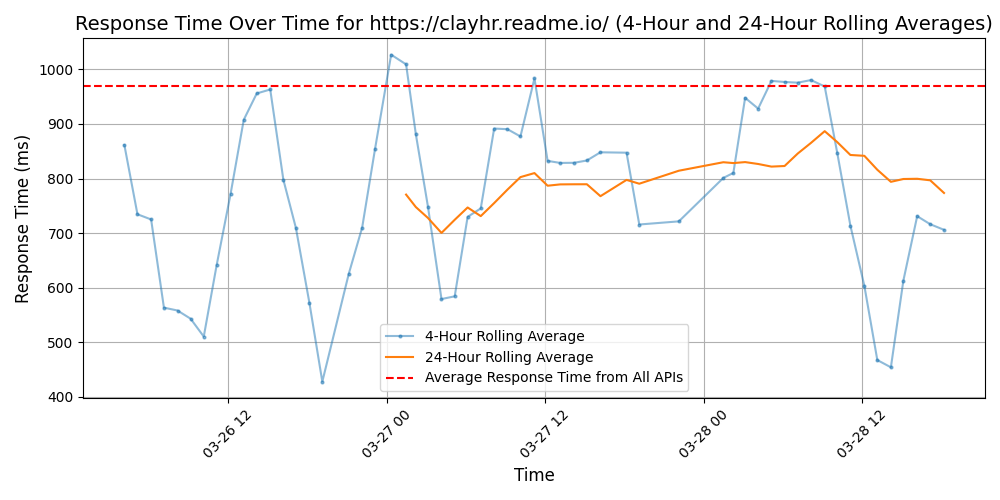 Response Time Over Time for https://clayhr.readme.io/ (4-Hour and 24-Hour Rolling Averages)
Response Time (ms)
1000
900
800
700
600
500
400
4-Hour Rolling Average
24-Hour Rolling Average
Average Response Time from All APIs
03-26 12
03-27 00
03-27 12
03-28 00
03-28 12
Time